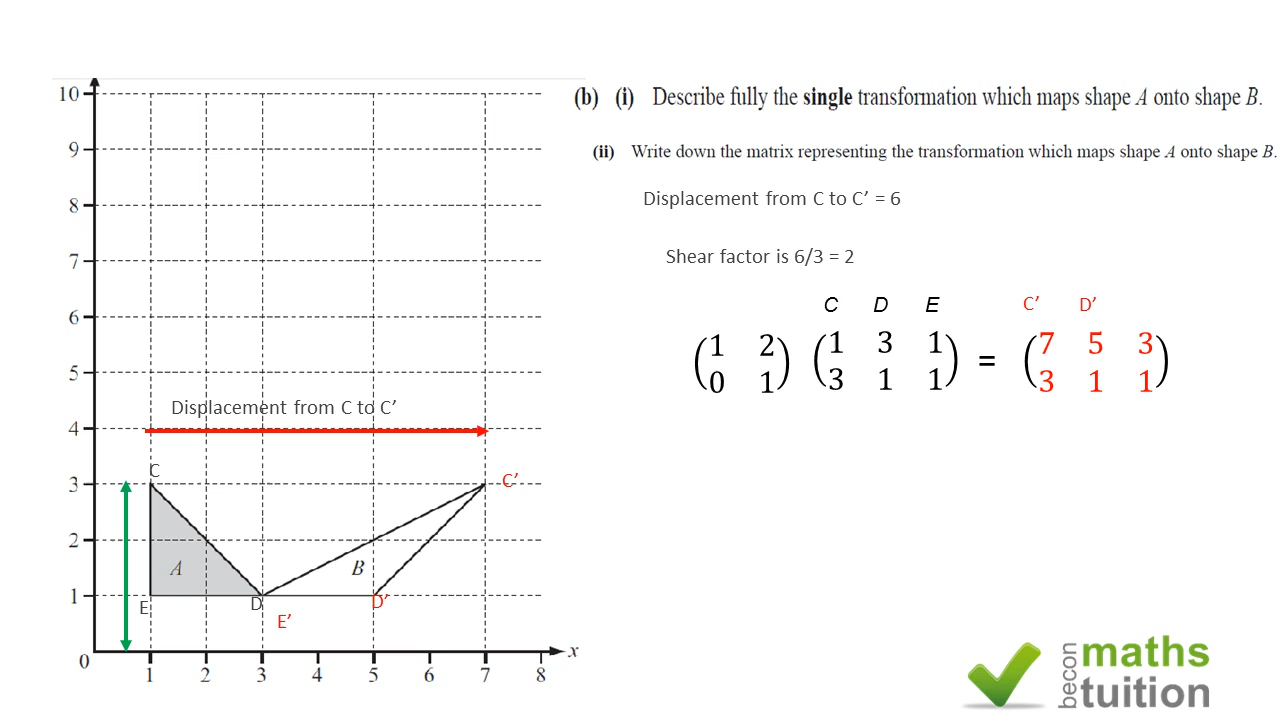 (b) (i) Describe fully the single transformation which maps shape A onto shape B.
(ii) Write down the matrix representing the transformation which maps shape A onto shape B.
Displacement from C to C′ = 6
Shear factor is 6/3 = 2
C D E C′ D′
(1 2) (1 3 1) = (7 5 3)
(0 1) (3 1 1) (3 1 1)
10
9
8
7
6
5
Displacement from C to C′
4
C
3 C′
2
A B
1
E D D′
E′
0 x
1 2 3 4 5 6 7 8
becon maths tuition